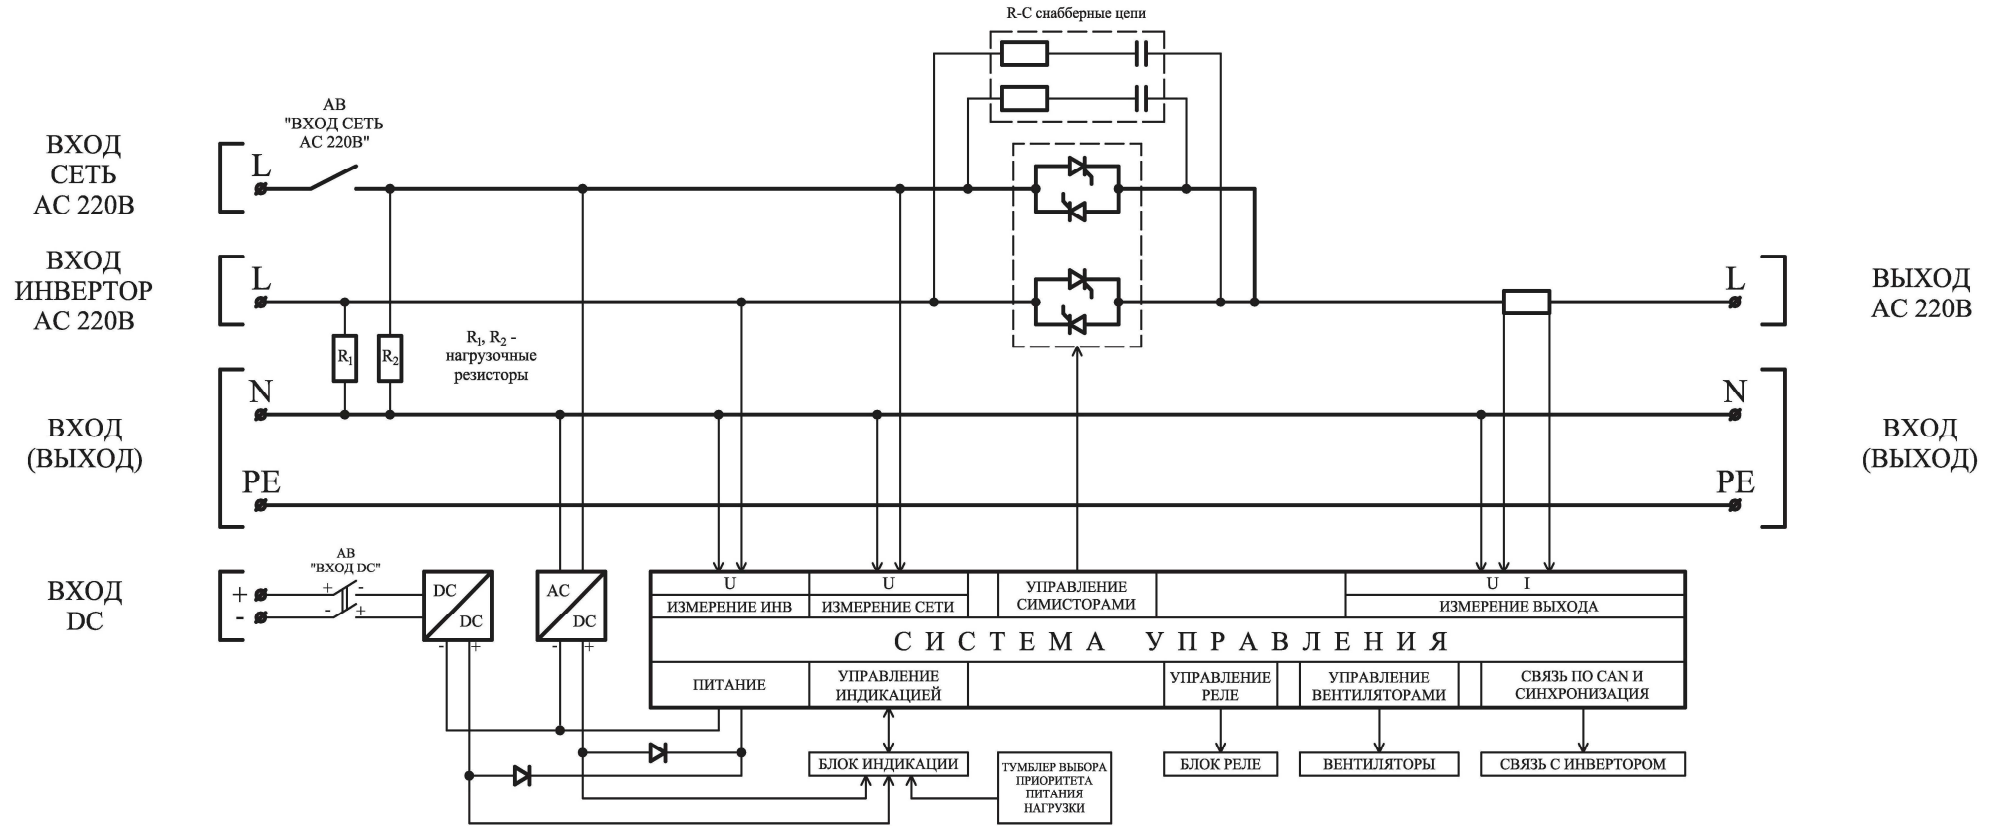 R-C снабберные цепи
АВ
"ВХОД СЕТЬ
АС 220В"
ВХОД
СЕТЬ
АС 220В
L
ВХОД
ИНВЕРТОР
АС 220В
L
L
ВЫХОД
АС 220В
R1
R2
R1, R2 -
нагрузочные
резисторы
N
N
ВХОД
(ВЫХОД)
ВХОД
(ВЫХОД)
PE
PE
АВ
"ВХОД DC"
ВХОД
DC
+
-
+ -
- +
DC
DC
AC
DC
- +
- +
U
ИЗМЕРЕНИЕ ИНВ
U
ИЗМЕРЕНИЕ СЕТИ
УПРАВЛЕНИЕ
СИМИСТОРАМИ
U I
ИЗМЕРЕНИЕ ВЫХОДА
СИСТЕМА УПРАВЛЕНИЯ
ПИТАНИЕ
УПРАВЛЕНИЕ
ИНДИКАЦИЕЙ
УПРАВЛЕНИЕ
РЕЛЕ
УПРАВЛЕНИЕ
ВЕНТИЛЯТОРАМИ
СВЯЗЬ ПО CAN И
СИНХРОНИЗАЦИЯ
БЛОК ИНДИКАЦИИ
ТУМБЛЕР ВЫБОРА
ПРИОРИТЕТА
ПИТАНИЯ
НАГРУЗКИ
БЛОК РЕЛЕ
ВЕНТИЛЯТОРЫ
СВЯЗЬ С ИНВЕРТОРОМ